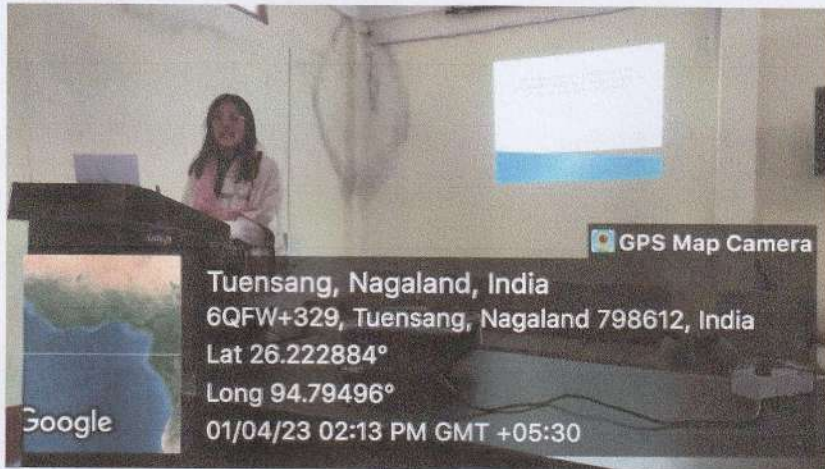 GPS Map Camera
Tuensang, Nagaland, India
6QFW+329, Tuensang, Nagaland 798612, India
Lat 26.222884°
Long 94.79496°
01/04/23 02:13 PM GMT +05:30
Google